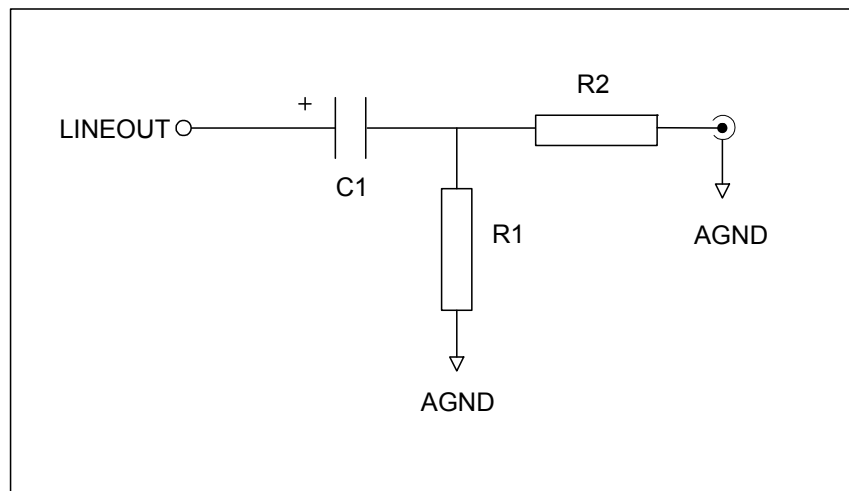 R2
+
LINEOUT
C1
R1
AGND
AGND